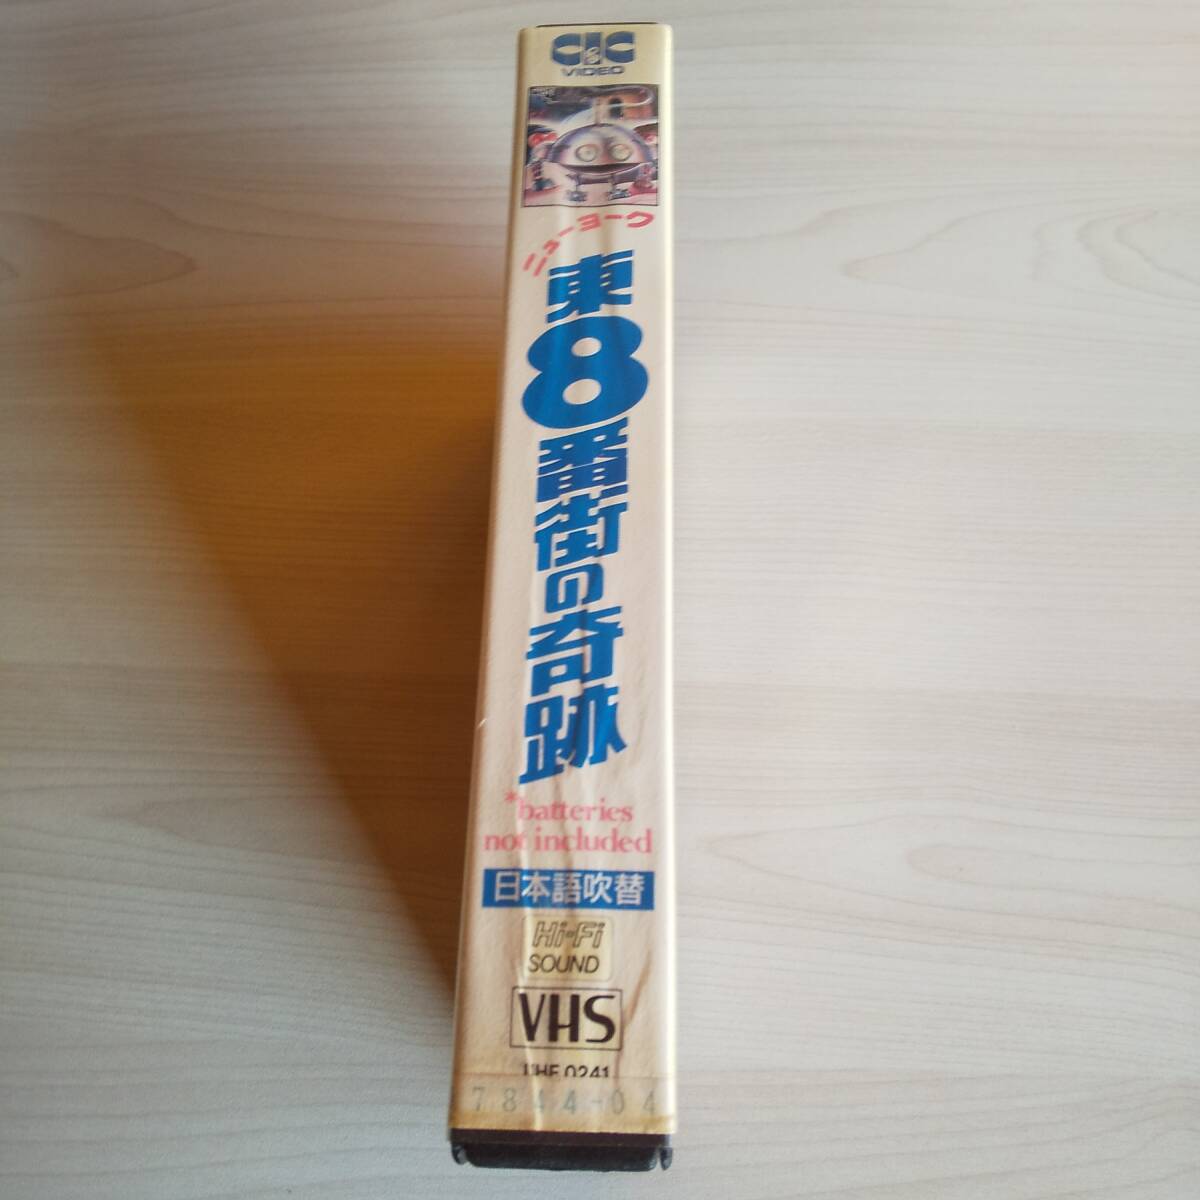 CIC
VIDEO
ニューヨーク
東8番街の奇跡
*batteries
not included
日本語吹替
Hi-Fi
SOUND
VHS
0241
7844-04